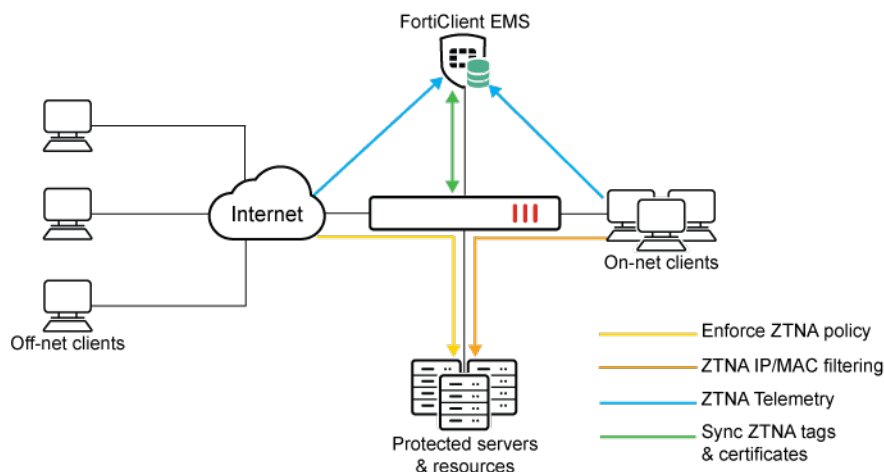 FortiClient EMS
Internet
On-net clients
Off-net clients
Enforce ZTNA policy
ZTNA IP/MAC filtering
ZTNA Telemetry
Sync ZTNA tags
& certificates
Protected servers
& resources